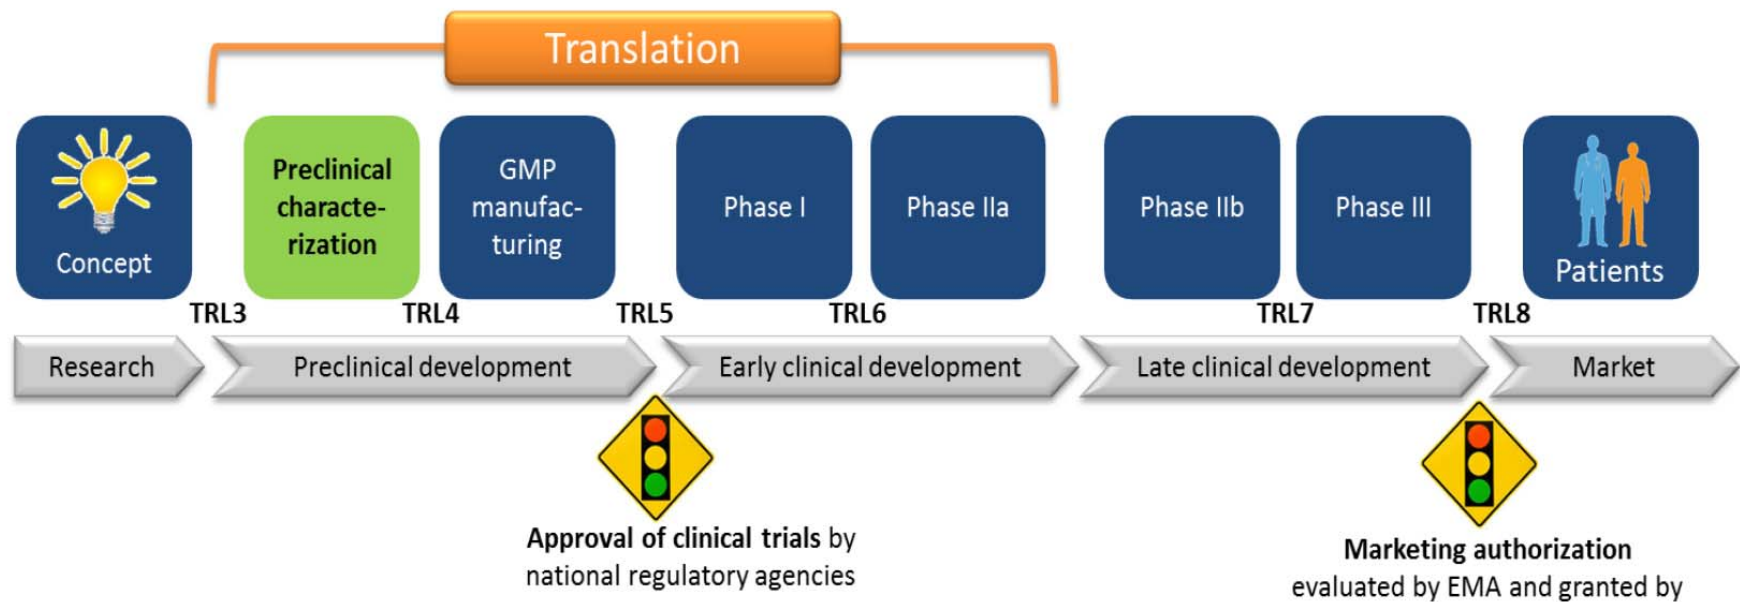 Translation
Concept
Preclinical
characte-
rization
GMP
manufac-
turing
Phase I
Phase IIa
Phase IIb
Phase III
Patients
TRL3
TRL4
TRL5
TRL6
TRL7
TRL8
Research
Preclinical development
Early clinical development
Late clinical development
Market
Approval of clinical trials by
national regulatory agencies
Marketing authorization
evaluated by EMA and granted by